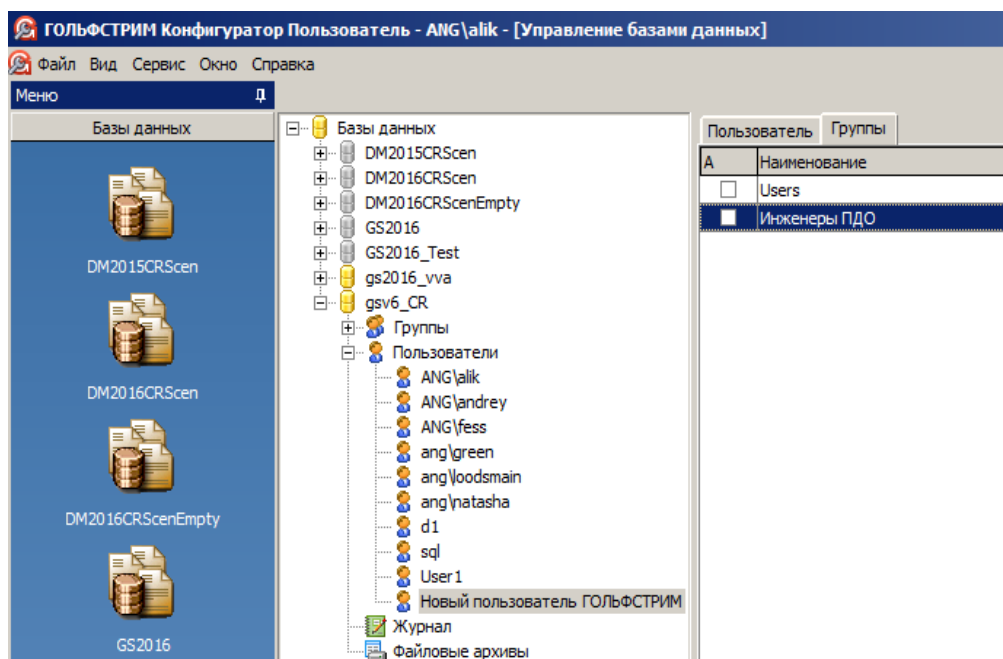 ГОЛЬФСТРИМ Конфигуратор Пользователь - ANG\alik - [Управление базами данных]
Файл Вид Сервис Окно Справка
Меню
Базы данных
DM2015CRScen
DM2016CRScen
DM2016CRScenEmpty
GS2016
Базы данных
DM2015CRScen
DM2016CRScen
DM2016CRScenEmpty
GS2016
GS2016_Test
gs2016_vva
gsv6_CR
Группы
Пользователи
ANG\alik
ANG\andrey
ANG\fess
ang\green
ang\loodsmain
ang\natasha
d1
sql
User1
Новый пользователь ГОЛЬФСТРИМ
Журнал
Файловые архивы
Пользователь Группы
А Наименование
Users
Инженеры ПДО